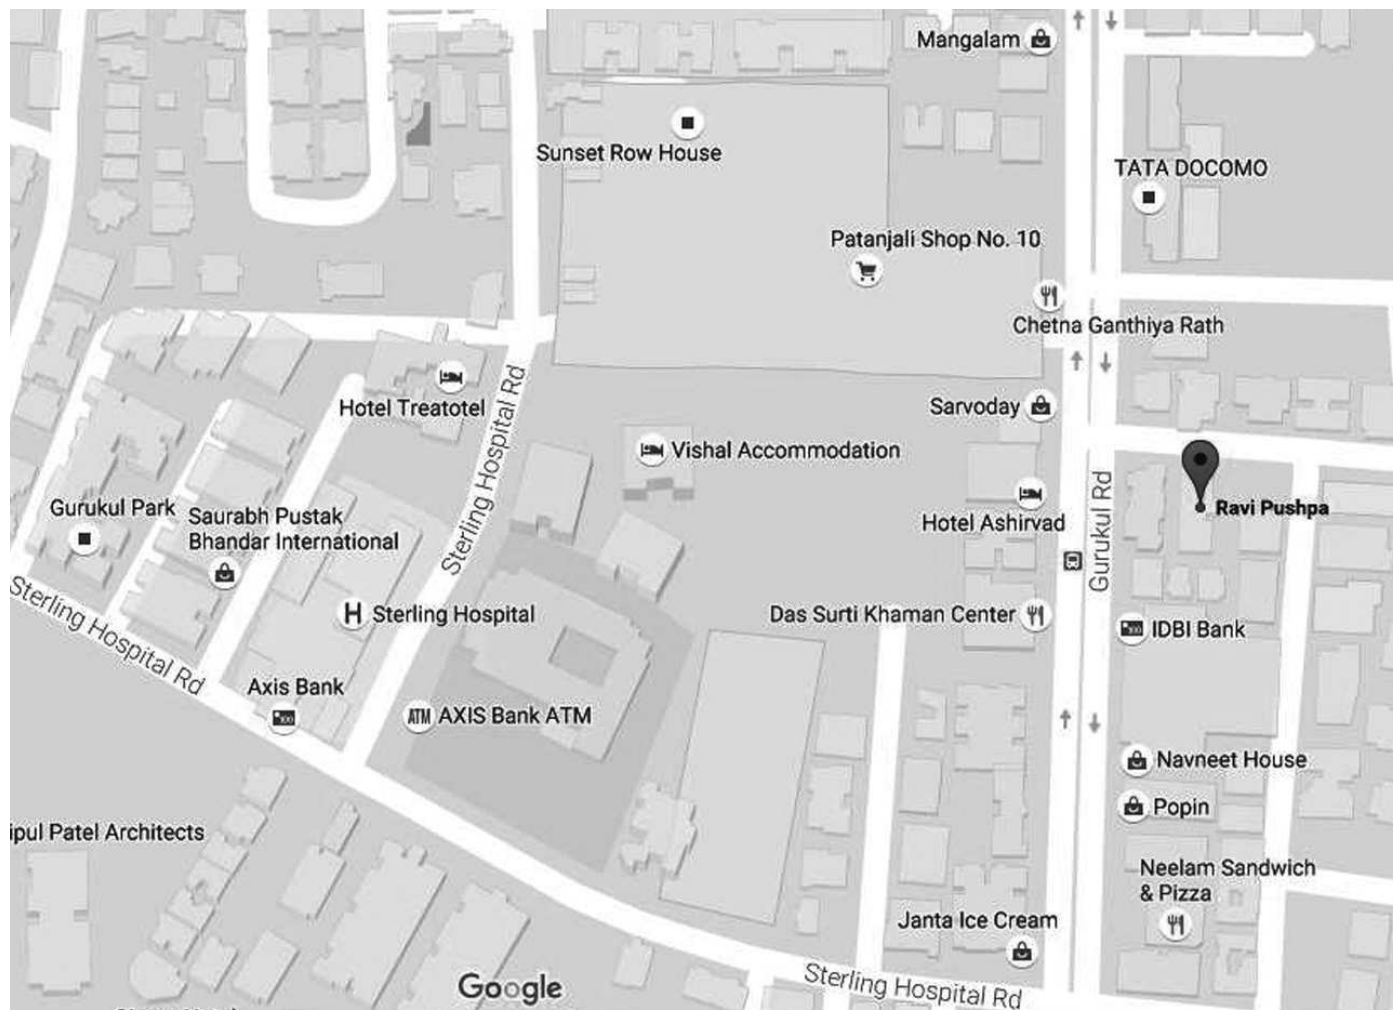 Mangalam
Sunset Row House
TATA DOCOMO
Patanjali Shop No. 10
Chetna Ganthiya Rath
Hotel Treatotel
Sterling Hospital Rd
Sarvoday
Vishal Accommodation
Gurukul Park
Saurabh Pustak
Bhandar International
Hotel Ashirvad
Gurukul Rd
Ravi Pushpa
Sterling Hospital Rd
H Sterling Hospital
Das Surti Khaman Center
IDBI Bank
Axis Bank
ATM AXIS Bank ATM
Navneet House
Popin
ipul Patel Architects
Neelam Sandwich
& Pizza
Janta Ice Cream
Google
Sterling Hospital Rd